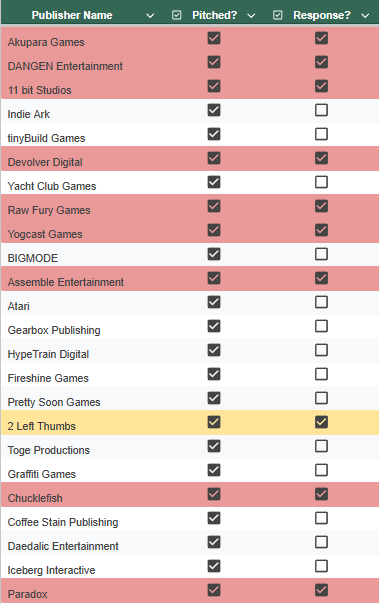 Publisher Name Pitched? Response?
Akupara Games
DANGEN Entertainment
11 bit Studios
Indie Ark
tinyBuild Games
Devolver Digital
Yacht Club Games
Raw Fury Games
Yogcast Games
BIGMODE
Assemble Entertainment
Atari
Gearbox Publishing
HypeTrain Digital
Fireshine Games
Pretty Soon Games
2 Left Thumbs
Toge Productions
Graffiti Games
Chucklefish
Coffee Stain Publishing
Daedalic Entertainment
Iceberg Interactive
Paradox